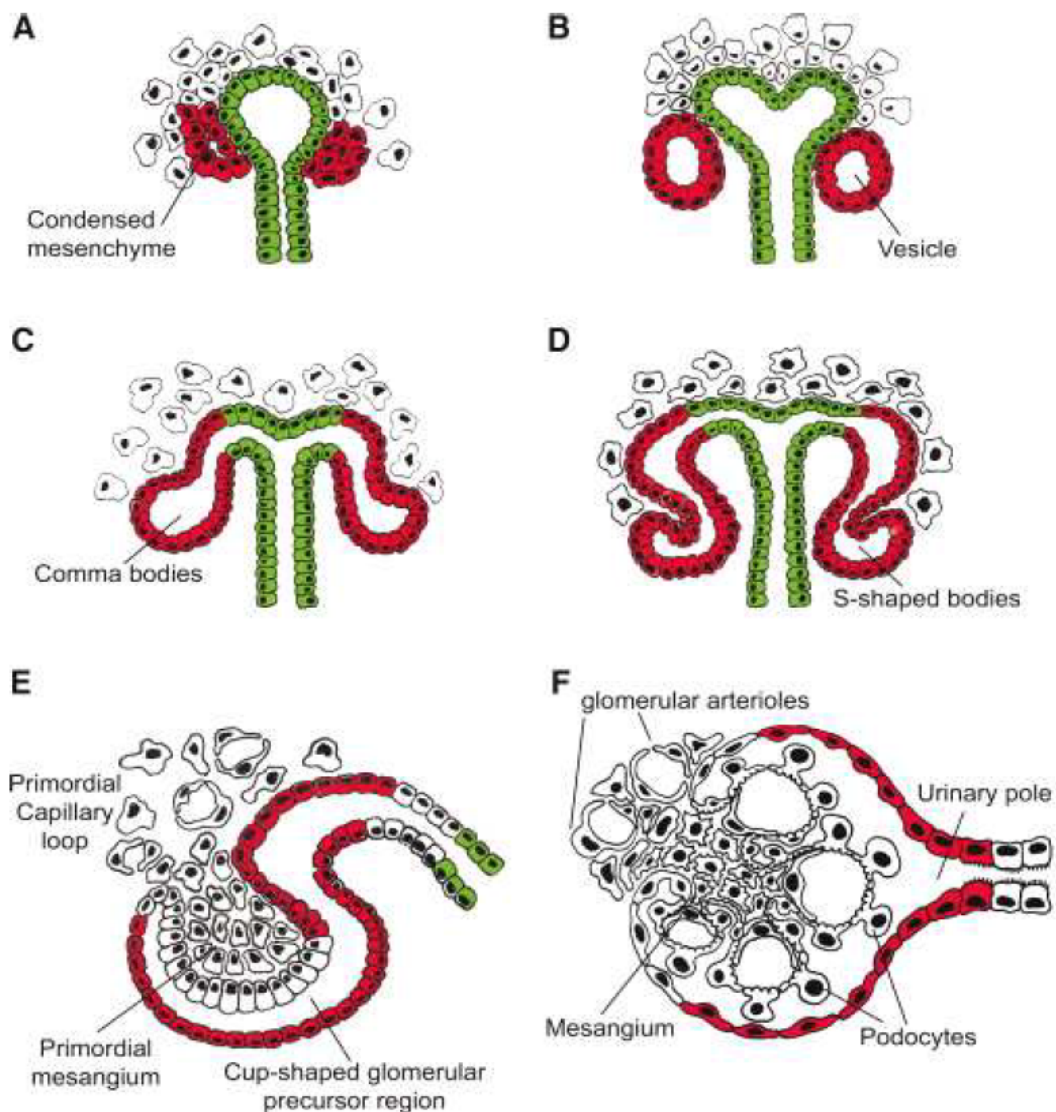 A
B
Condensed
mesenchyme
Vesicle
C
D
Comma bodies
S-shaped bodies
E
F
glomerular arterioles
Primordial
Capillary
loop
Urinary pole
Mesangium
Podocytes
Primordial
mesangium
Cup-shaped glomerular
precursor region